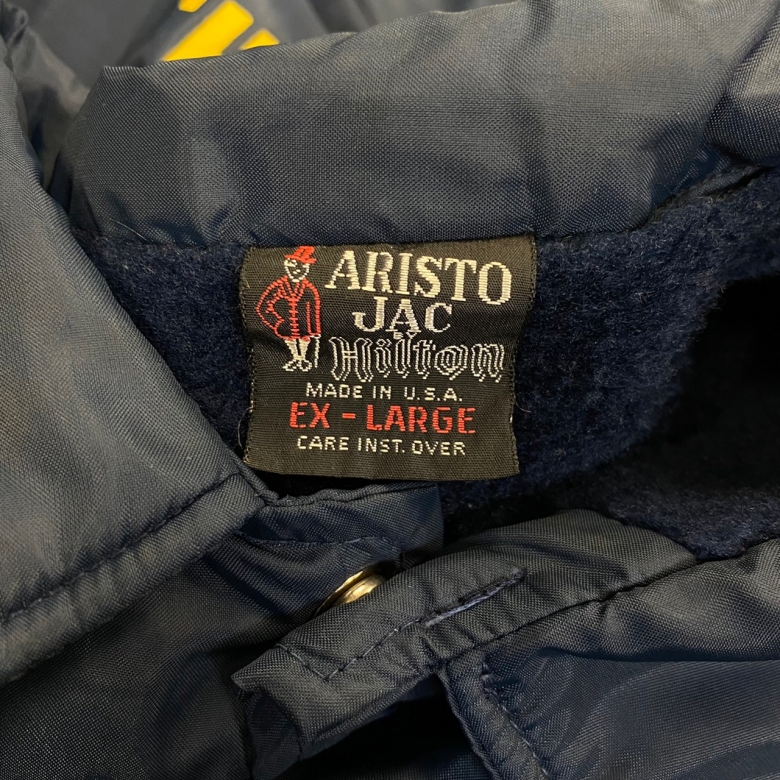 ARISTO
JAC
Hilton
MADE IN U.S.A.
EX-LARGE
CARE INST. OVER